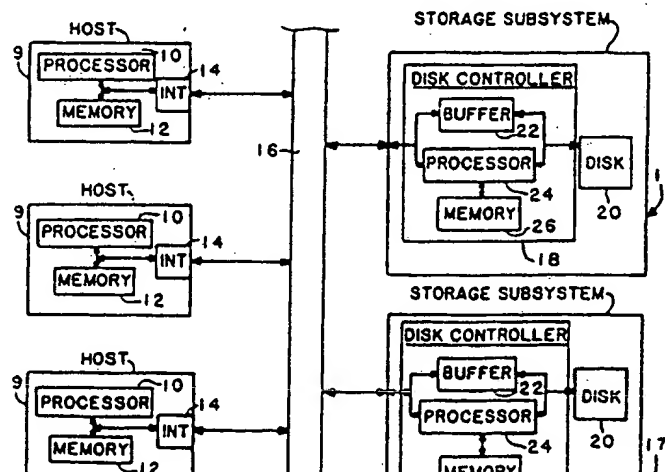 HOST
9
10
PROCESSOR
14
INT
MEMORY
12
HOST
9
10
PROCESSOR
14
INT
MEMORY
12
HOST
9
10
PROCESSOR
14
INT
MEMORY
12
16
STORAGE SUBSYSTEM
DISK CONTROLLER
BUFFER
22
PROCESSOR
24
MEMORY
26
18
DISK
20
1
STORAGE SUBSYSTEM
DISK CONTROLLER
BUFFER
22
PROCESSOR
24
MEMORY
DISK
20
17